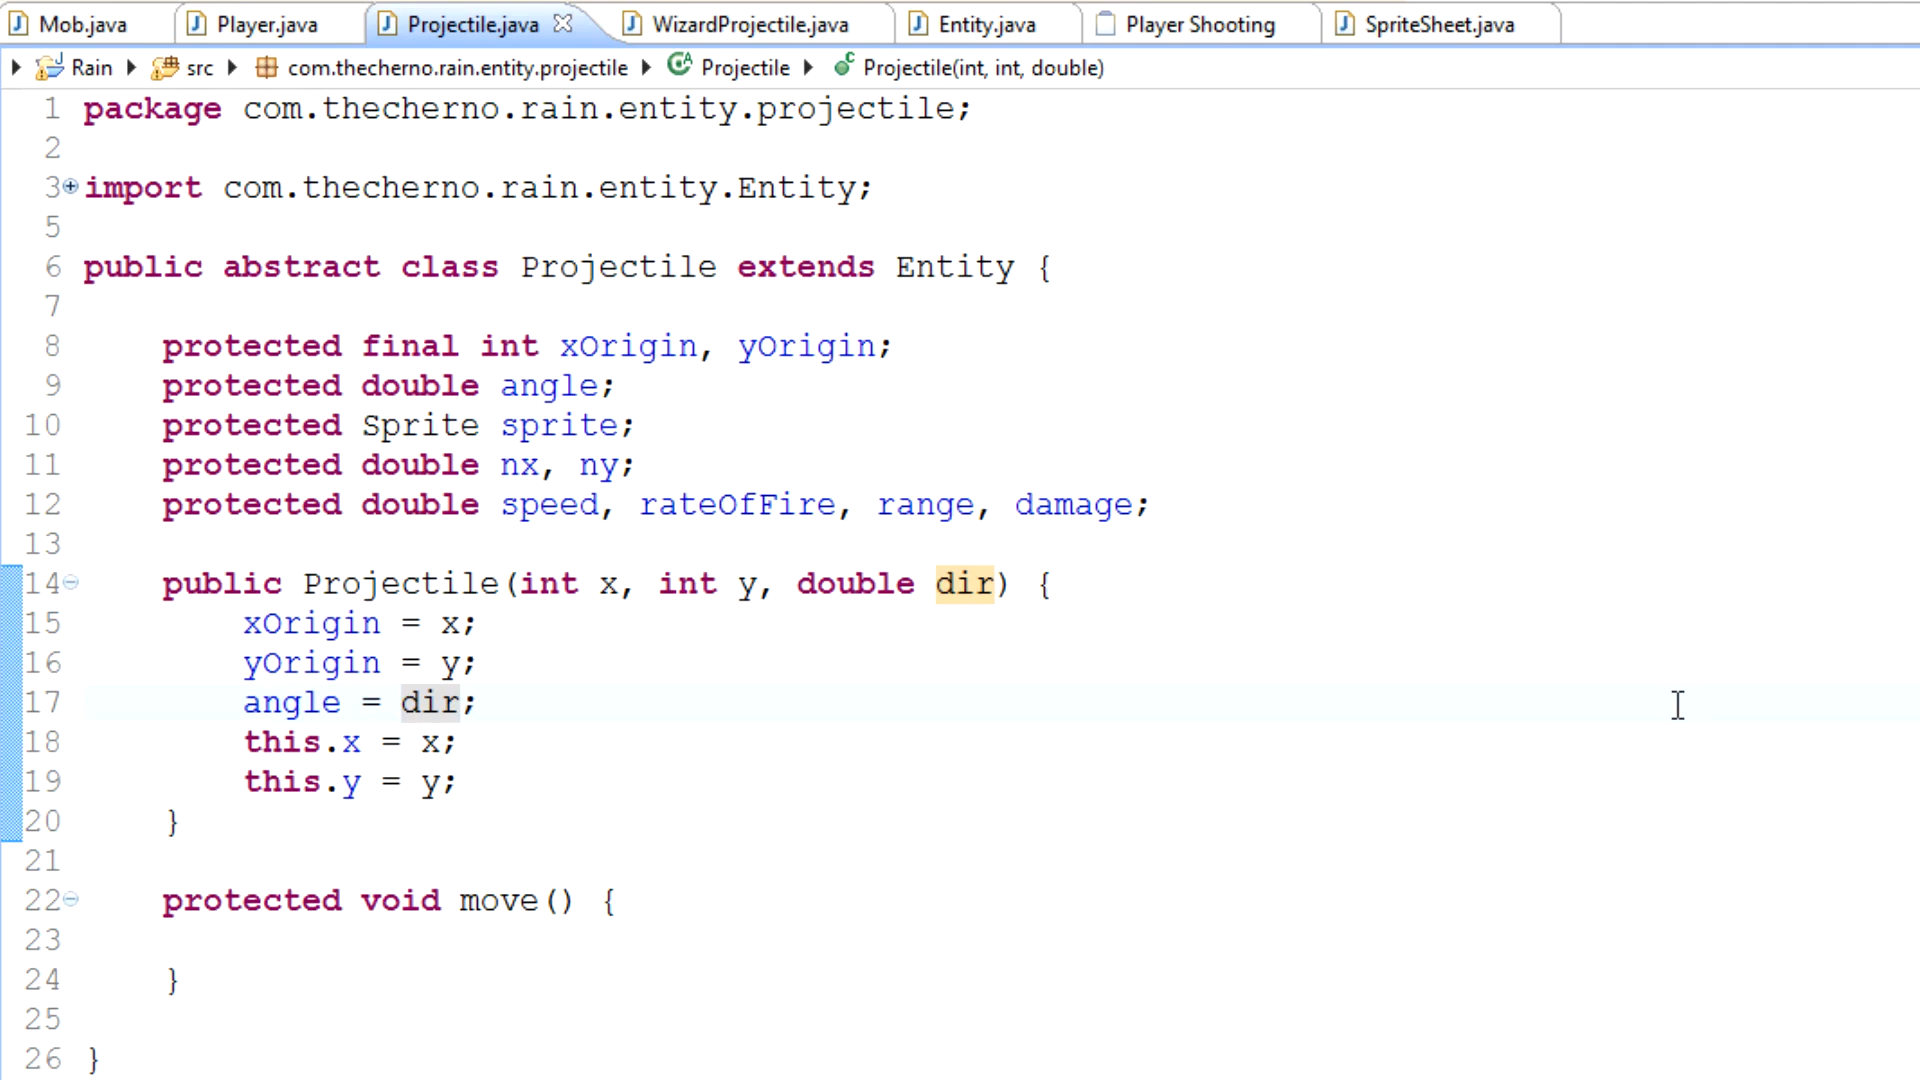 Mob.java Player.java Projectile.java WizardProjectile.java Entity.java Player Shooting SpriteSheet.java
Rain src com.thecherno.rain.entity.projectile Projectile Projectile(int, int, double)
1 package com.thecherno.rain.entity.projectile;
2
3 import com.thecherno.rain.entity.Entity;
5
6 public abstract class Projectile extends Entity {
7
8 protected final int xOrigin, yOrigin;
9 protected double angle;
10 protected Sprite sprite;
11 protected double nx, ny;
12 protected double speed, rateOfFire, range, damage;
13
14 public Projectile(int x, int y, double dir) {
15 xOrigin = x;
16 yOrigin = y;
17 angle = dir;
18 this.x = x;
19 this.y = y;
20 }
21
22 protected void move() {
23
24 }
25
26 }